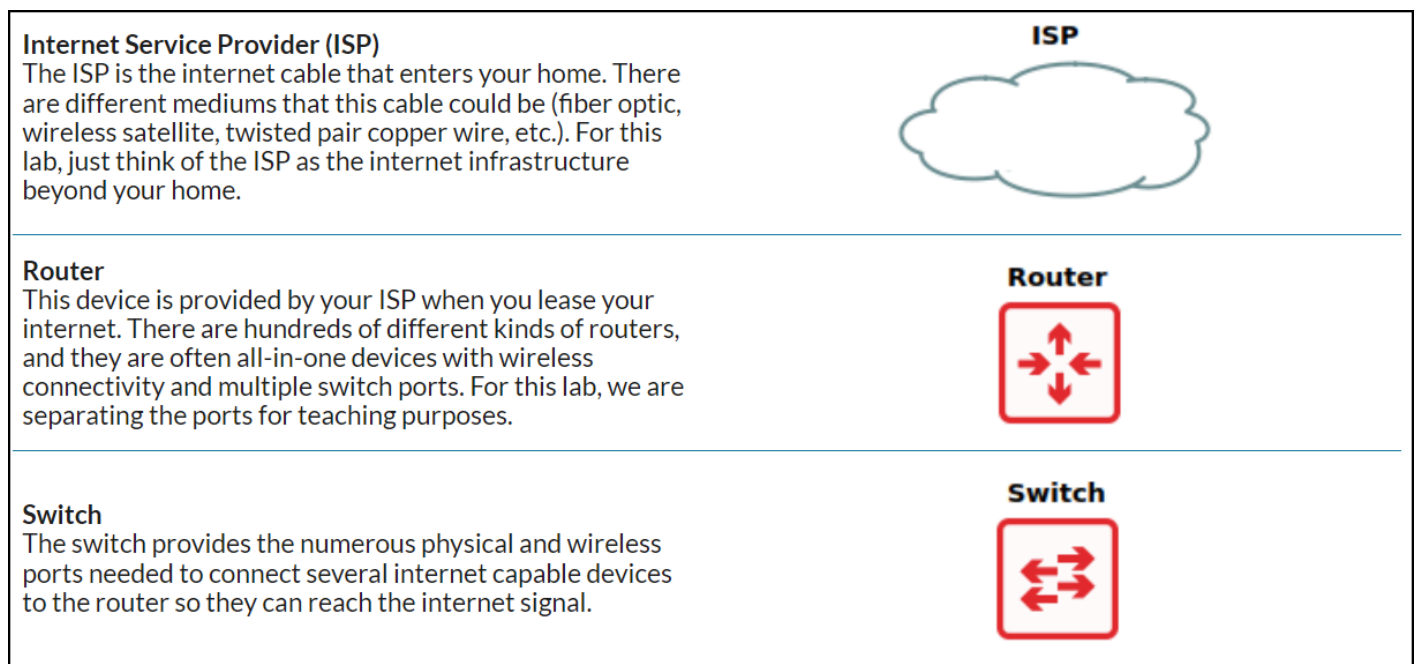 Internet Service Provider (ISP)
The ISP is the internet cable that enters your home. There
are different mediums that this cable could be (fiber optic,
wireless satellite, twisted pair copper wire, etc.). For this
lab, just think of the ISP as the internet infrastructure
beyond your home.
ISP
Router
This device is provided by your ISP when you lease your
internet. There are hundreds of different kinds of routers,
and they are often all-in-one devices with wireless
connectivity and multiple switch ports. For this lab, we are
separating the ports for teaching purposes.
Router
Switch
The switch provides the numerous physical and wireless
ports needed to connect several internet capable devices
to the router so they can reach the internet signal.
Switch